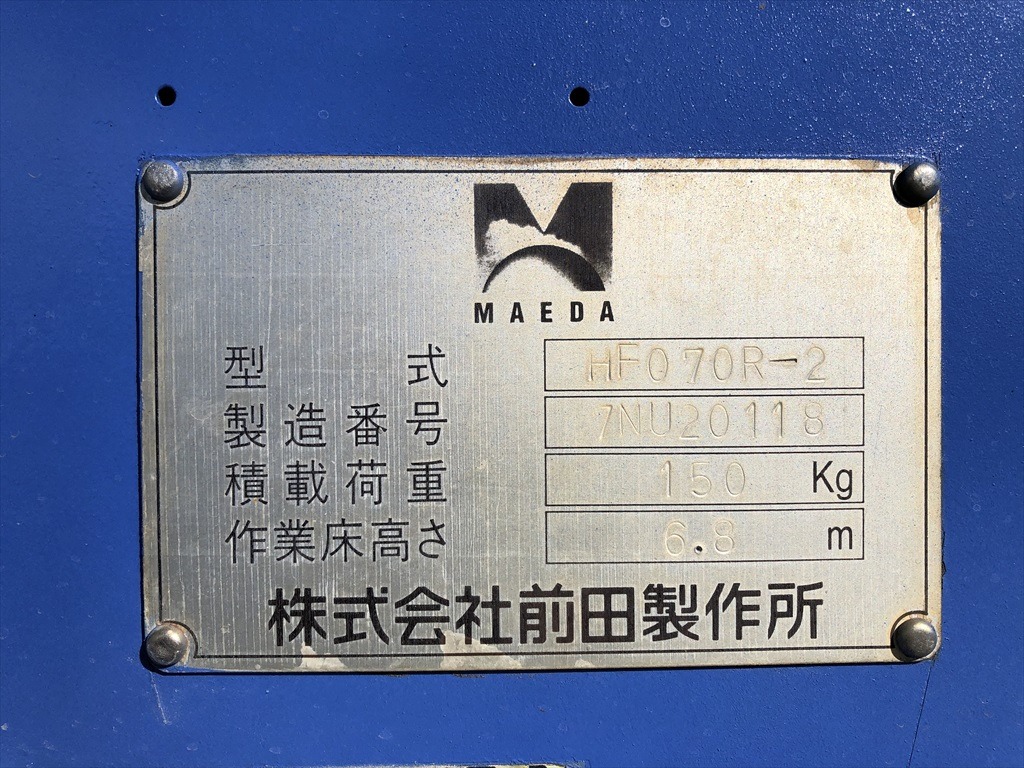 MAEDA
型式 HF070R-2
製造番号 7NU20118
積載荷重 150 Kg
作業床高さ 6.8 m
株式会社前田製作所